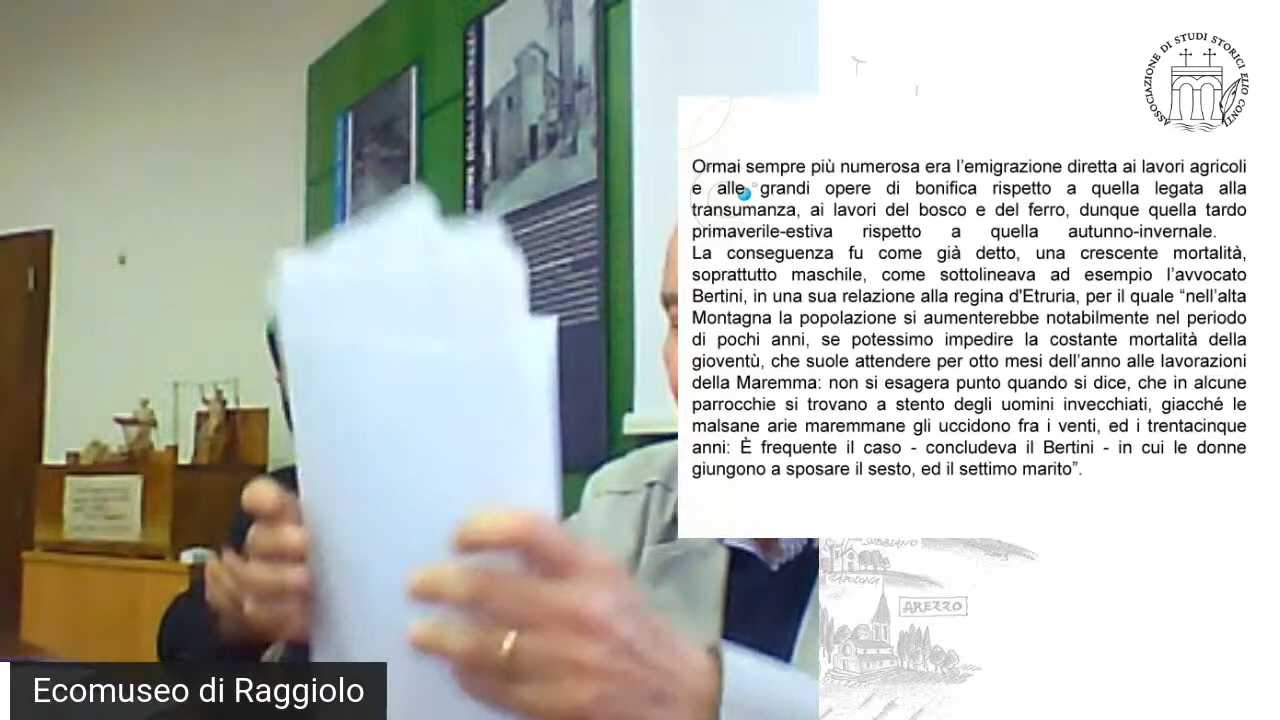 ASSOCIAZIONE DI STUDI STORICI ELIO CONTI
Ormai sempre più numerosa era l’emigrazione diretta ai lavori agricoli
e alle grandi opere di bonifica rispetto a quella legata alla
transumanza, ai lavori del bosco e del ferro, dunque quella tardo
primaverile-estiva rispetto a quella autunno-invernale.
La conseguenza fu come già detto, una crescente mortalità,
soprattutto maschile, come sottolineava ad esempio l’avvocato
Bertini, in una sua relazione alla regina d'Etruria, per il quale “nell’alta
Montagna la popolazione si aumenterebbe notabilmente nel periodo
di pochi anni, se potessimo impedire la costante mortalità della
gioventù, che suole attendere per otto mesi dell’anno alle lavorazioni
della Maremma: non si esagera punto quando si dice, che in alcune
parrocchie si trovano a stento degli uomini invecchiati, giacché le
malsane arie maremmane gli uccidono fra i venti, ed i trentacinque
anni: È frequente il caso - concludeva il Bertini - in cui le donne
giungono a sposare il sesto, ed il settimo marito”.
SUBBIANO
CAPOLONA
AREZZO
Ecomuseo di Raggiolo